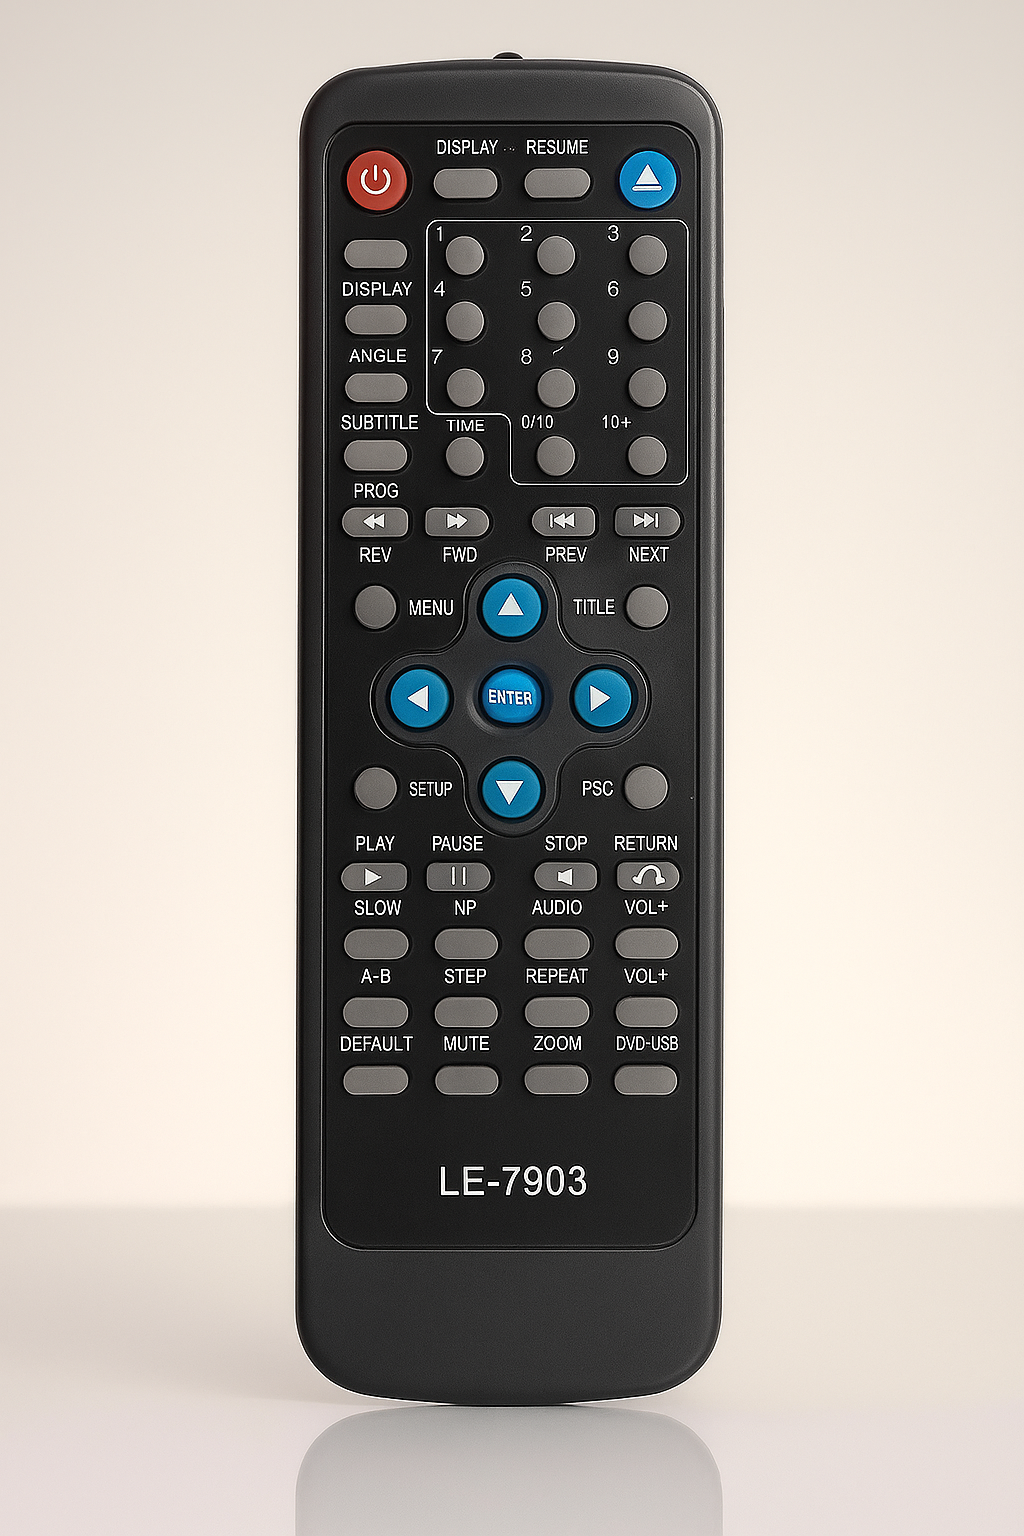 DISPLAY RESUME
1 2 3
DISPLAY 4 5 6
ANGLE 7 8 9
SUBTITLE TIME 0/10 10+
PROG
REV FWD PREV NEXT
MENU TITLE
ENTER
SETUP PSC
PLAY PAUSE STOP RETURN
SLOW NP AUDIO VOL+
A-B STEP REPEAT VOL+
DEFAULT MUTE ZOOM DVD-USB
LE-7903